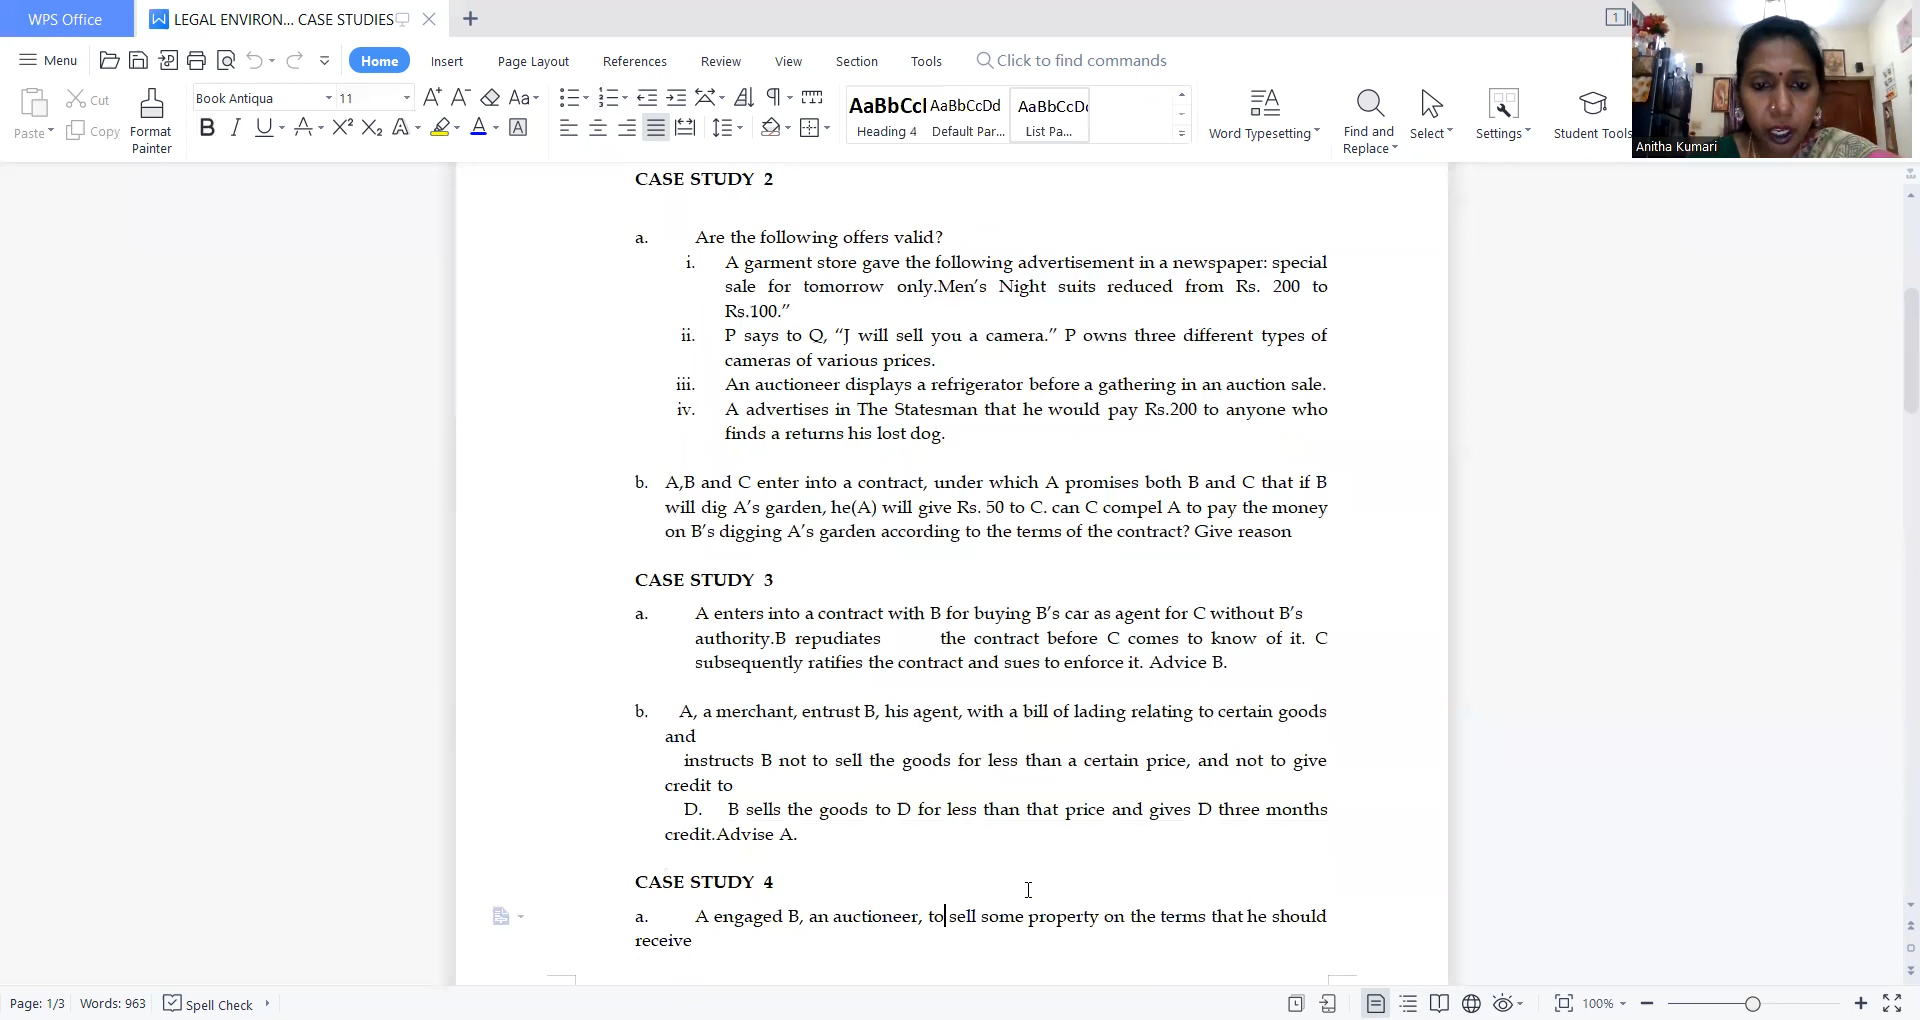 WPS Office
LEGAL ENVIRON... CASE STUDIES
1
Menu
Home
Insert
Page Layout
References
Review
View
Section
Tools
Click to find commands
Paste
Cut
Copy
Format
Painter
Book Antiqua
11
AaBbCcl
Heading 4
AaBbCcDd
Default Par...
AaBbCcDc
List Pa...
Word Typesetting
Find and
Replace
Select
Settings
Student Tools
Anitha Kumari
CASE STUDY 2
a. Are the following offers valid?
i. A garment store gave the following advertisement in a newspaper: special
sale for tomorrow only.Men's Night suits reduced from Rs. 200 to
Rs.100.”
ii. P says to Q, “J will sell you a camera.” P owns three different types of
cameras of various prices.
iii. An auctioneer displays a refrigerator before a gathering in an auction sale.
iv. A advertises in The Statesman that he would pay Rs.200 to anyone who
finds a returns his lost dog.
b. A,B and C enter into a contract, under which A promises both B and C that if B
will dig A’s garden, he(A) will give Rs. 50 to C. can C compel A to pay the money
on B’s digging A’s garden according to the terms of the contract? Give reason
CASE STUDY 3
a. A enters into a contract with B for buying B’s car as agent for C without B’s
authority.B repudiates the contract before C comes to know of it. C
subsequently ratifies the contract and sues to enforce it. Advice B.
b. A, a merchant, entrust B, his agent, with a bill of lading relating to certain goods
and
instructs B not to sell the goods for less than a certain price, and not to give
credit to
D. B sells the goods to D for less than that price and gives D three months
credit.Advise A.
CASE STUDY 4
a. A engaged B, an auctioneer, to sell some property on the terms that he should
receive
Page: 1/3
Words: 963
Spell Check
100%